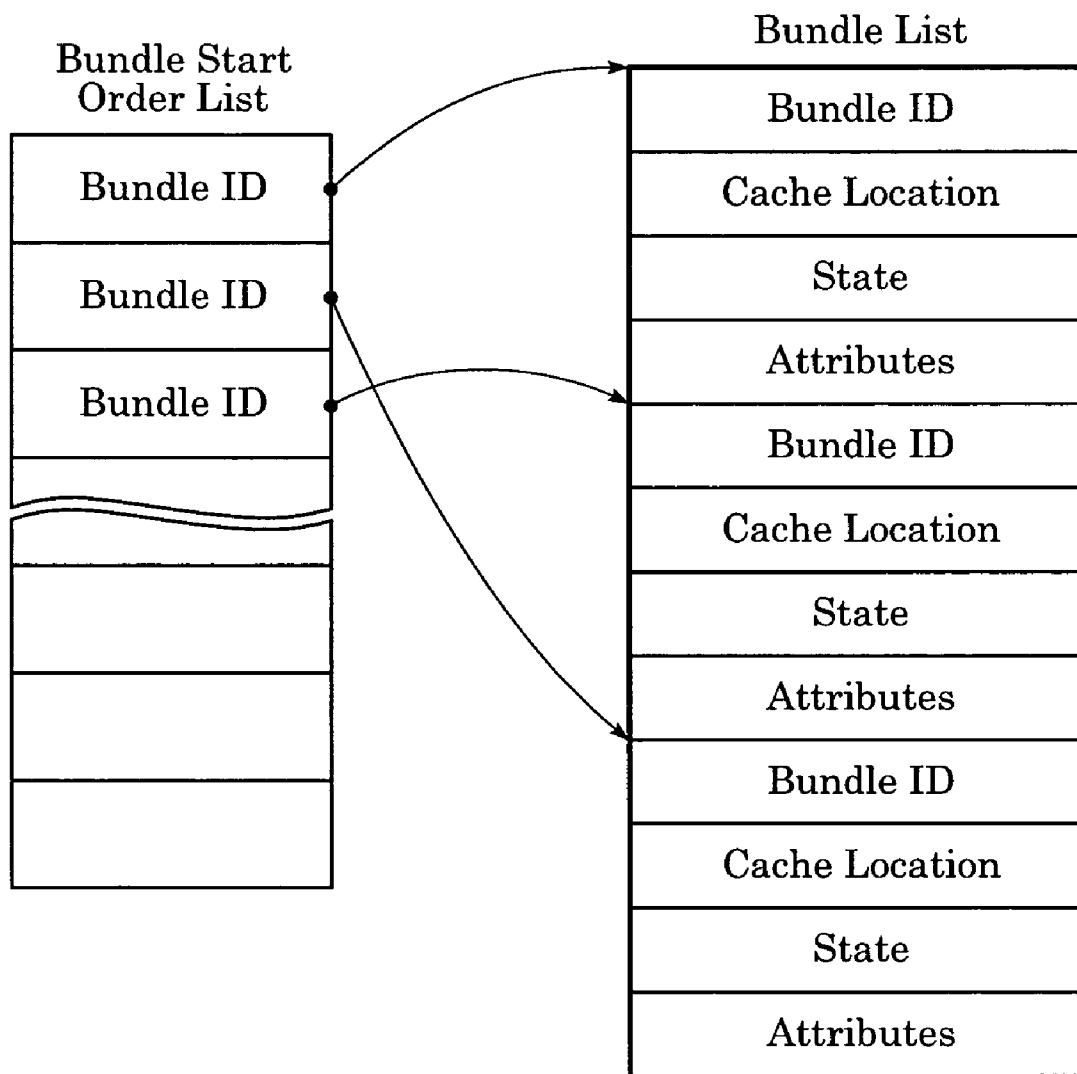 Bundle Start
Order List
Bundle ID
Bundle ID
Bundle ID
Bundle List
Bundle ID
Cache Location
State
Attributes
Bundle ID
Cache Location
State
Attributes
Bundle ID
Cache Location
State
Attributes